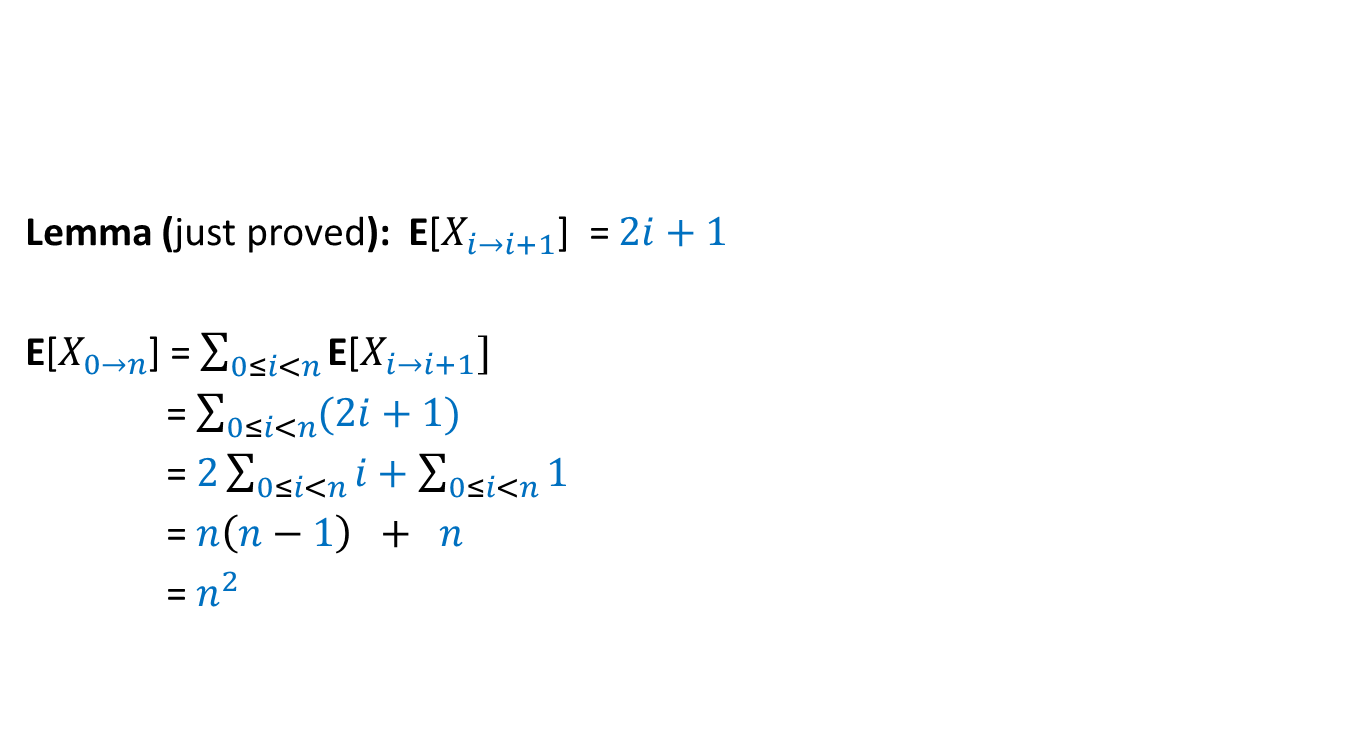 Lemma (just proved): E[X_{i→i+1}] = 2i + 1
E[X_{0→n}] = ∑_{0≤i<n} E[X_{i→i+1}]
= ∑_{0≤i<n}(2i + 1)
= 2 ∑_{0≤i<n} i + ∑_{0≤i<n} 1
= n(n − 1) + n
= n²